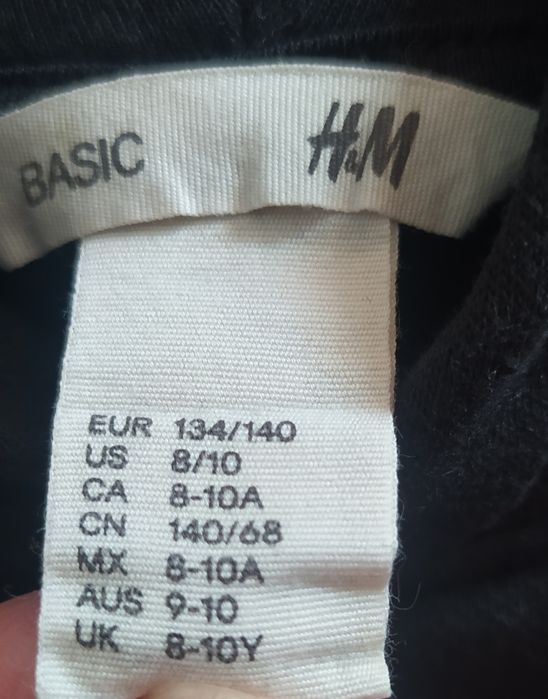 BASIC H&M
EUR 134/140
US 8/10
CA 8-10A
CN 140/68
MX 8-10A
AUS 9-10
UK 8-10Y